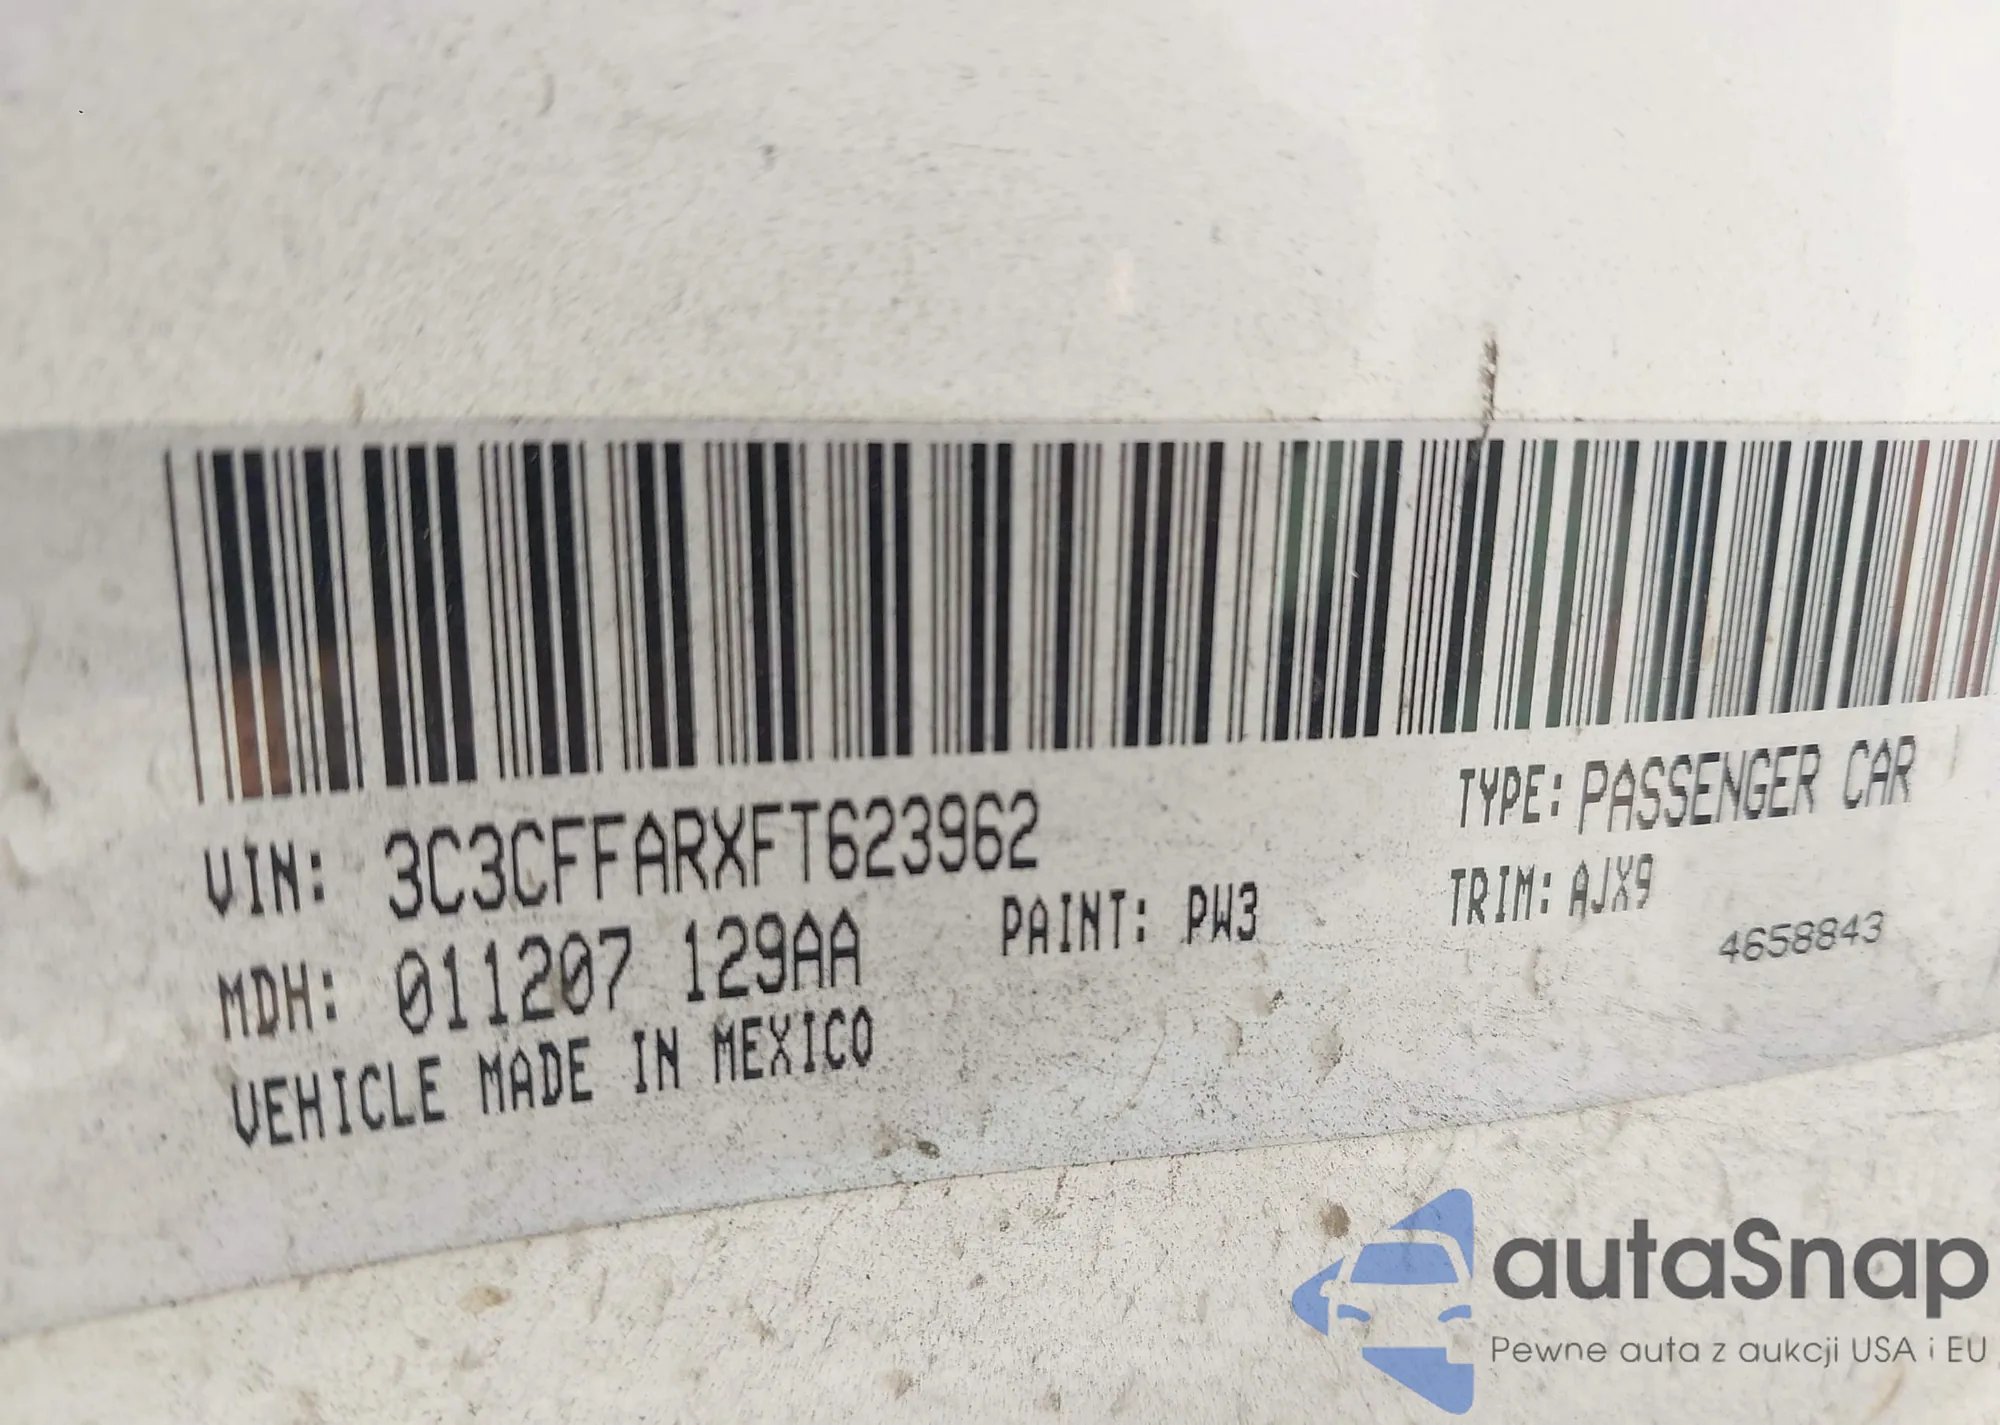 VIN: 3C3CFFARXFT623962
TYPE: PASSENGER CAR
MDH: 011207 129AA
PAINT: PW3
TRIM: AJX9
4658843
VEHICLE MADE IN MEXICO
autaSnap
Pewne auta z aukcji USA i EU